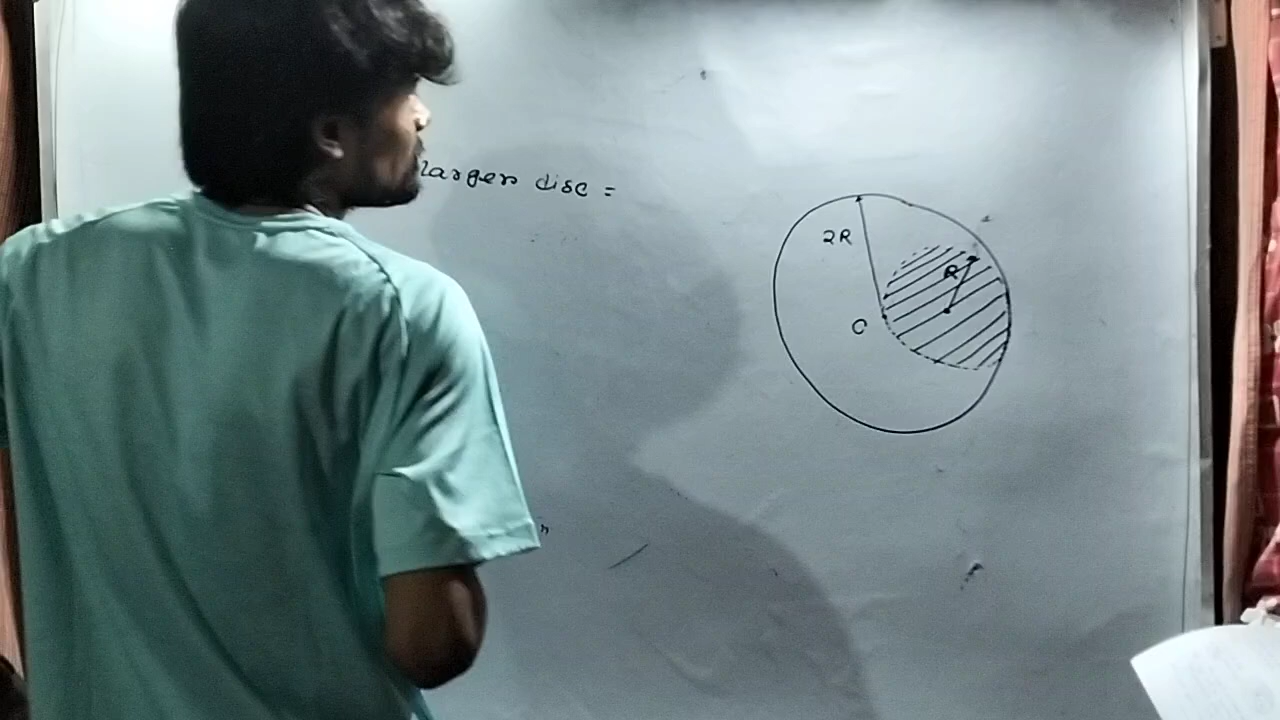 larger disc =
2R
R
O